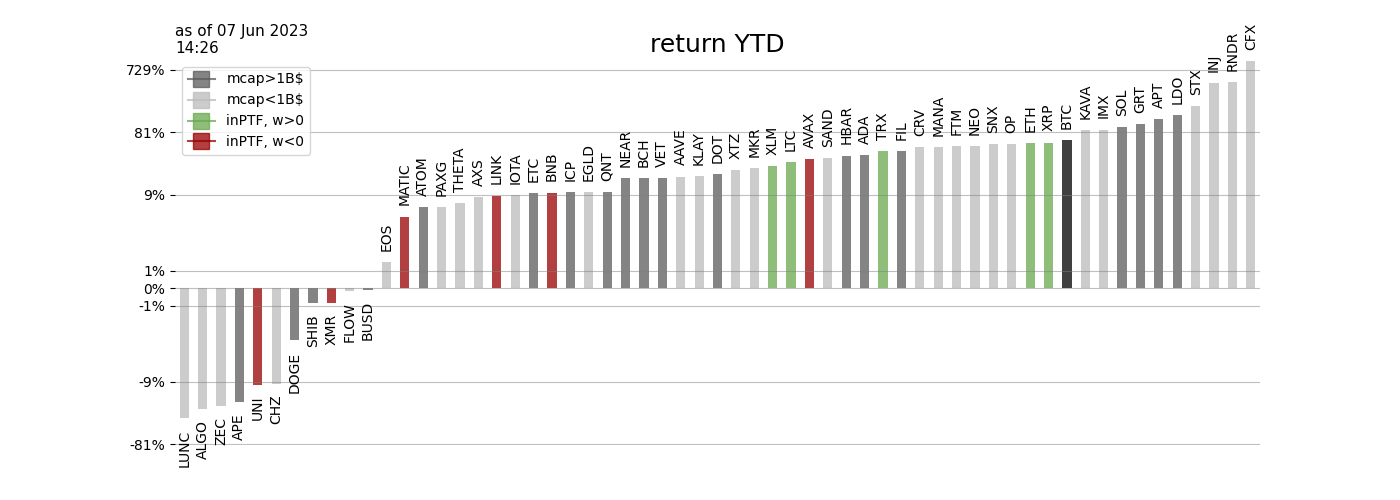 as of 07 Jun 2023
14:26
return YTD
mcap>1B$
mcap<1B$
inPTF, w>0
inPTF, w<0
729%
81%
9%
1%
0%
-1%
-9%
-81%
LUNC
ALGO
ZEC
APE
UNI
CHZ
DOGE
SHIB
XMR
FLOW
BUSD
EOS
MATIC
ATOM
PAXG
THETA
AXS
LINK
IOTA
ETC
BNB
ICP
EGLD
QNT
NEAR
BCH
VET
AAVE
KLAY
DOT
XTZ
MKR
XLM
LTC
AVAX
SAND
HBAR
ADA
TRX
FIL
CRV
MANA
FTM
NEO
SNX
OP
ETH
XRP
BTC
KAVA
IMX
SOL
GRT
APT
LDO
STX
INJ
RNDR
CFX